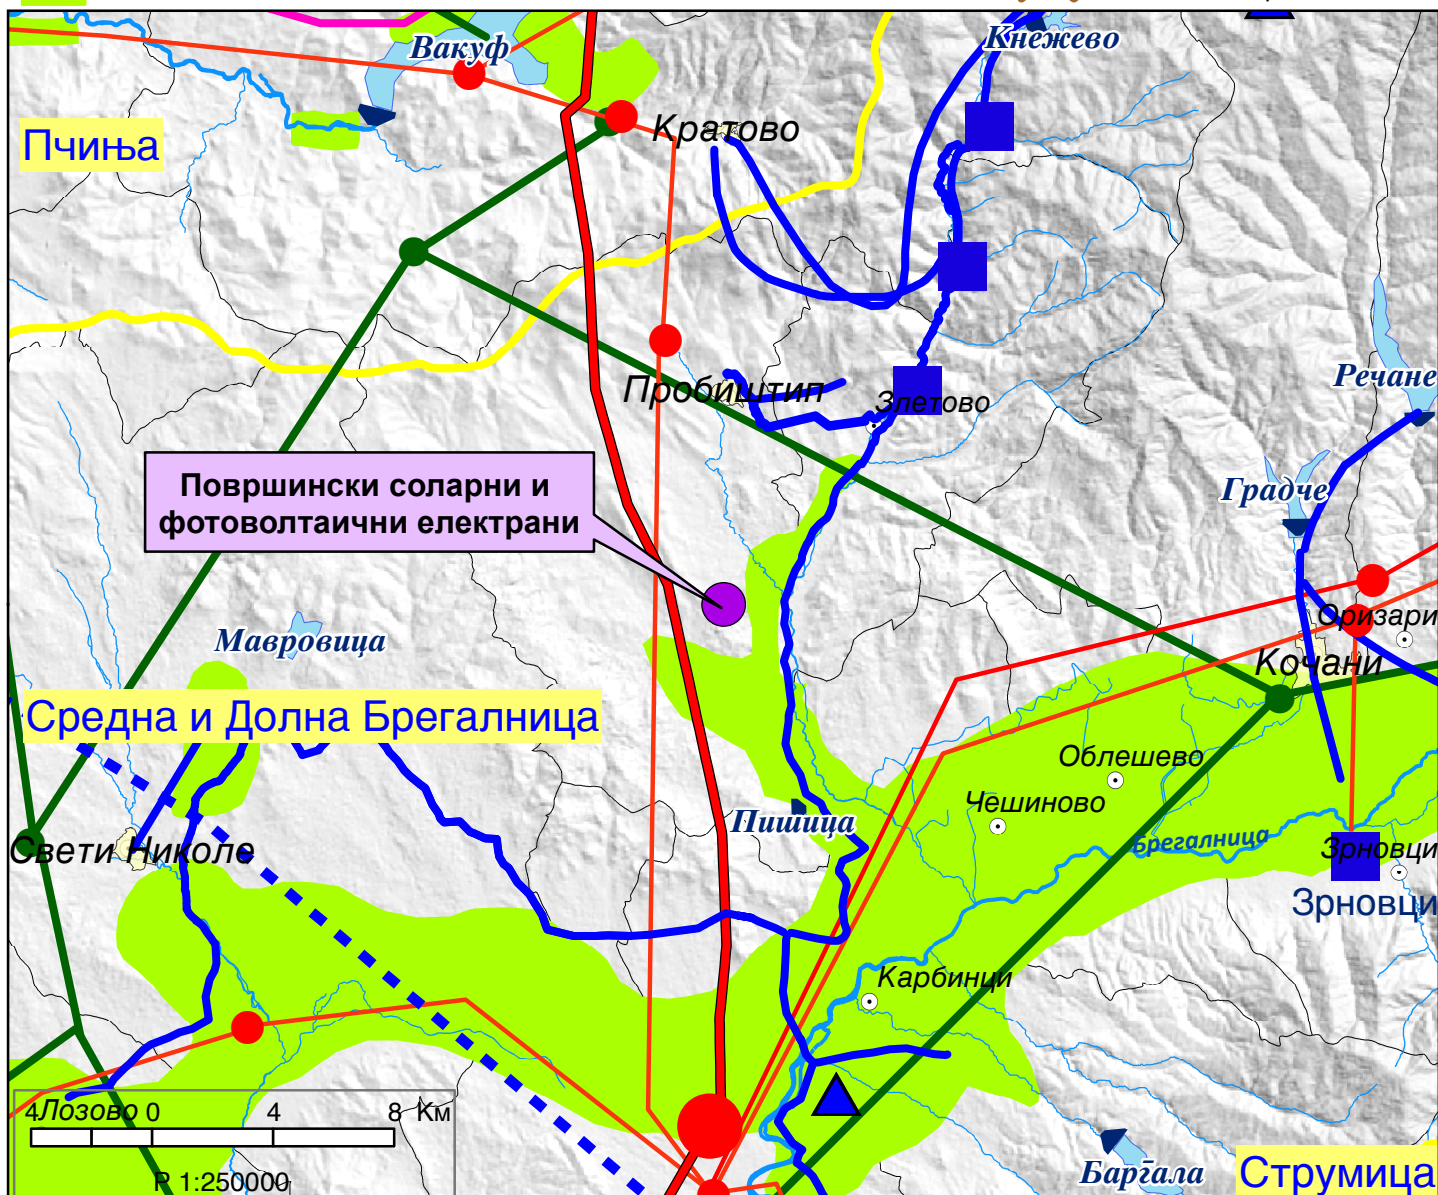 Кнежево
Вакуф
Кратово
Пчиња
Речане
Пробиштип
Злетово
Површински соларни и
фотоволтаични електрани
Градче
Оризари
Мавровица
Кочани
Средна и Долна Брегалница
Облешево
Чешиново
Пишица
Брегалница
Свети Николе
Зрновци
Зрновци
Карбинци
4 Лозово 0 4 8 Км
Р 1:250000
Баргала
Струмица